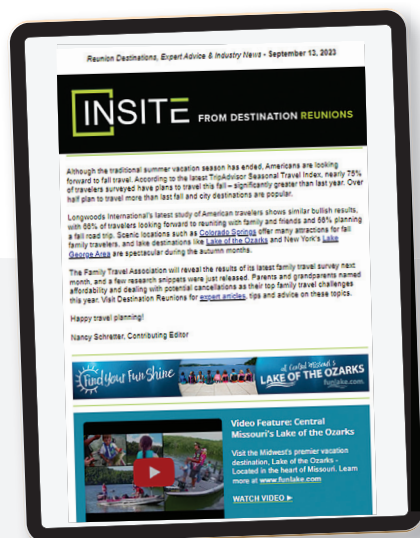 Reunion Destinations, Expert Advice & Industry News - September 13, 2023
INSITE FROM DESTINATION REUNIONS
Although the traditional summer vacation season has ended, Americans are looking
forward to fall travel. According to the latest TripAdvisor Seasonal Travel Index, nearly 75%
of travelers surveyed have plans to travel this fall – significantly greater than last year. Over
half plan to travel more than last fall and city destinations are popular.
Longwoods International's latest study of American travelers shows similar bullish results,
with 66% of travelers looking forward to reuniting with family and friends and 55% planning
a fall road trip. Scenic locations such as Colorado Springs offer many attractions for fall
family travelers, and lake destinations like Lake of the Ozarks and New York's Lake
George Area are spectacular during the autumn months.
The Family Travel Association will reveal the results of its latest family travel survey next
month, and a few research snippets were just released. Parents and grandparents named
affordability and dealing with potential cancellations as their top family travel challenges
this year. Visit Destination Reunions for expert articles, tips and advice on these topics.
Happy travel planning!
Nancy Schretter, Contributing Editor
Find Your Fun Shine
at Central Missouri's
LAKE OF THE OZARKS
funlake.com
Video Feature: Central
Missouri's Lake of the Ozarks
Visit the Midwest's premier vacation
destination, Lake of the Ozarks -
Located in the heart of Missouri. Learn
more at www.funlake.com
WATCH VIDEO ►